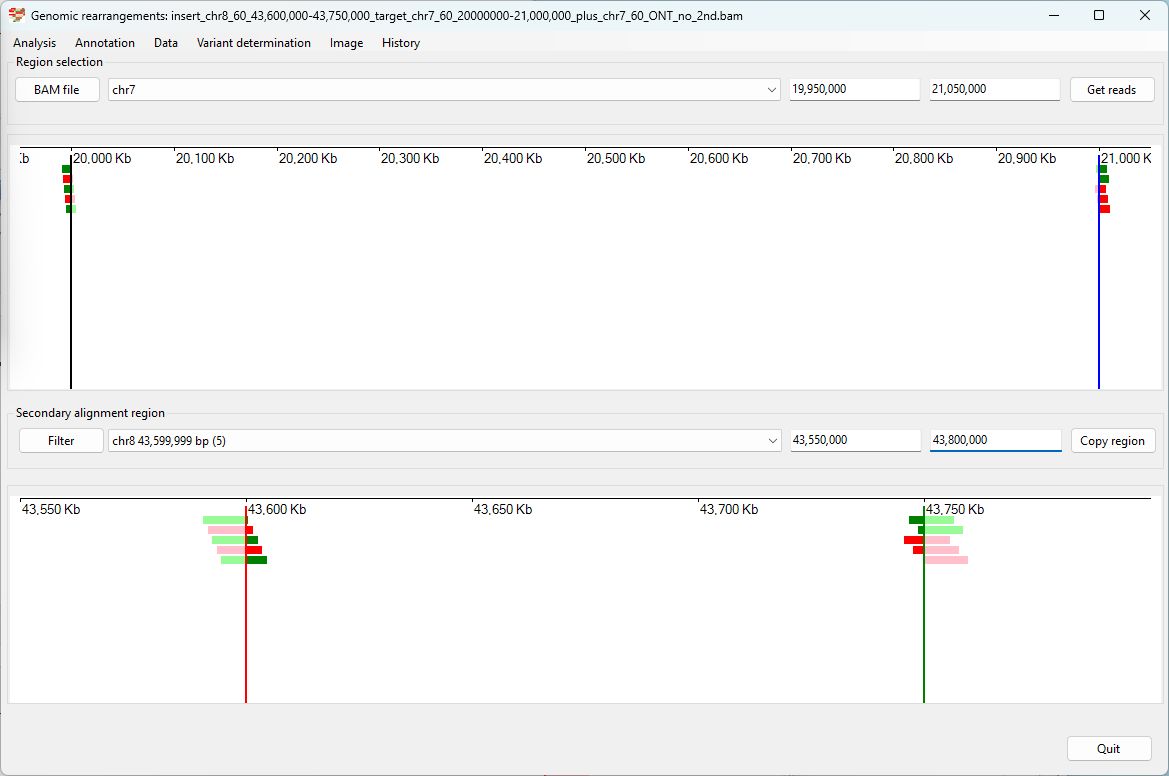 Genomic rearrangements: insert_chr8_60_43,600,000-43,750,000_target_chr7_60_20000000-21,000,000_plus_chr7_60_ONT_no_2nd.bam
Analysis Annotation Data Variant determination Image History
Region selection
BAM file chr7 19,950,000 21,050,000 Get reads
Kb 20,000 Kb 20,100 Kb 20,200 Kb 20,300 Kb 20,400 Kb 20,500 Kb 20,600 Kb 20,700 Kb 20,800 Kb 20,900 Kb 21,000 K
Secondary alignment region
Filter chr8 43,599,999 bp (5) 43,550,000 43,800,000 Copy region
43,550 Kb 43,600 Kb 43,650 Kb 43,700 Kb 43,750 Kb
Quit